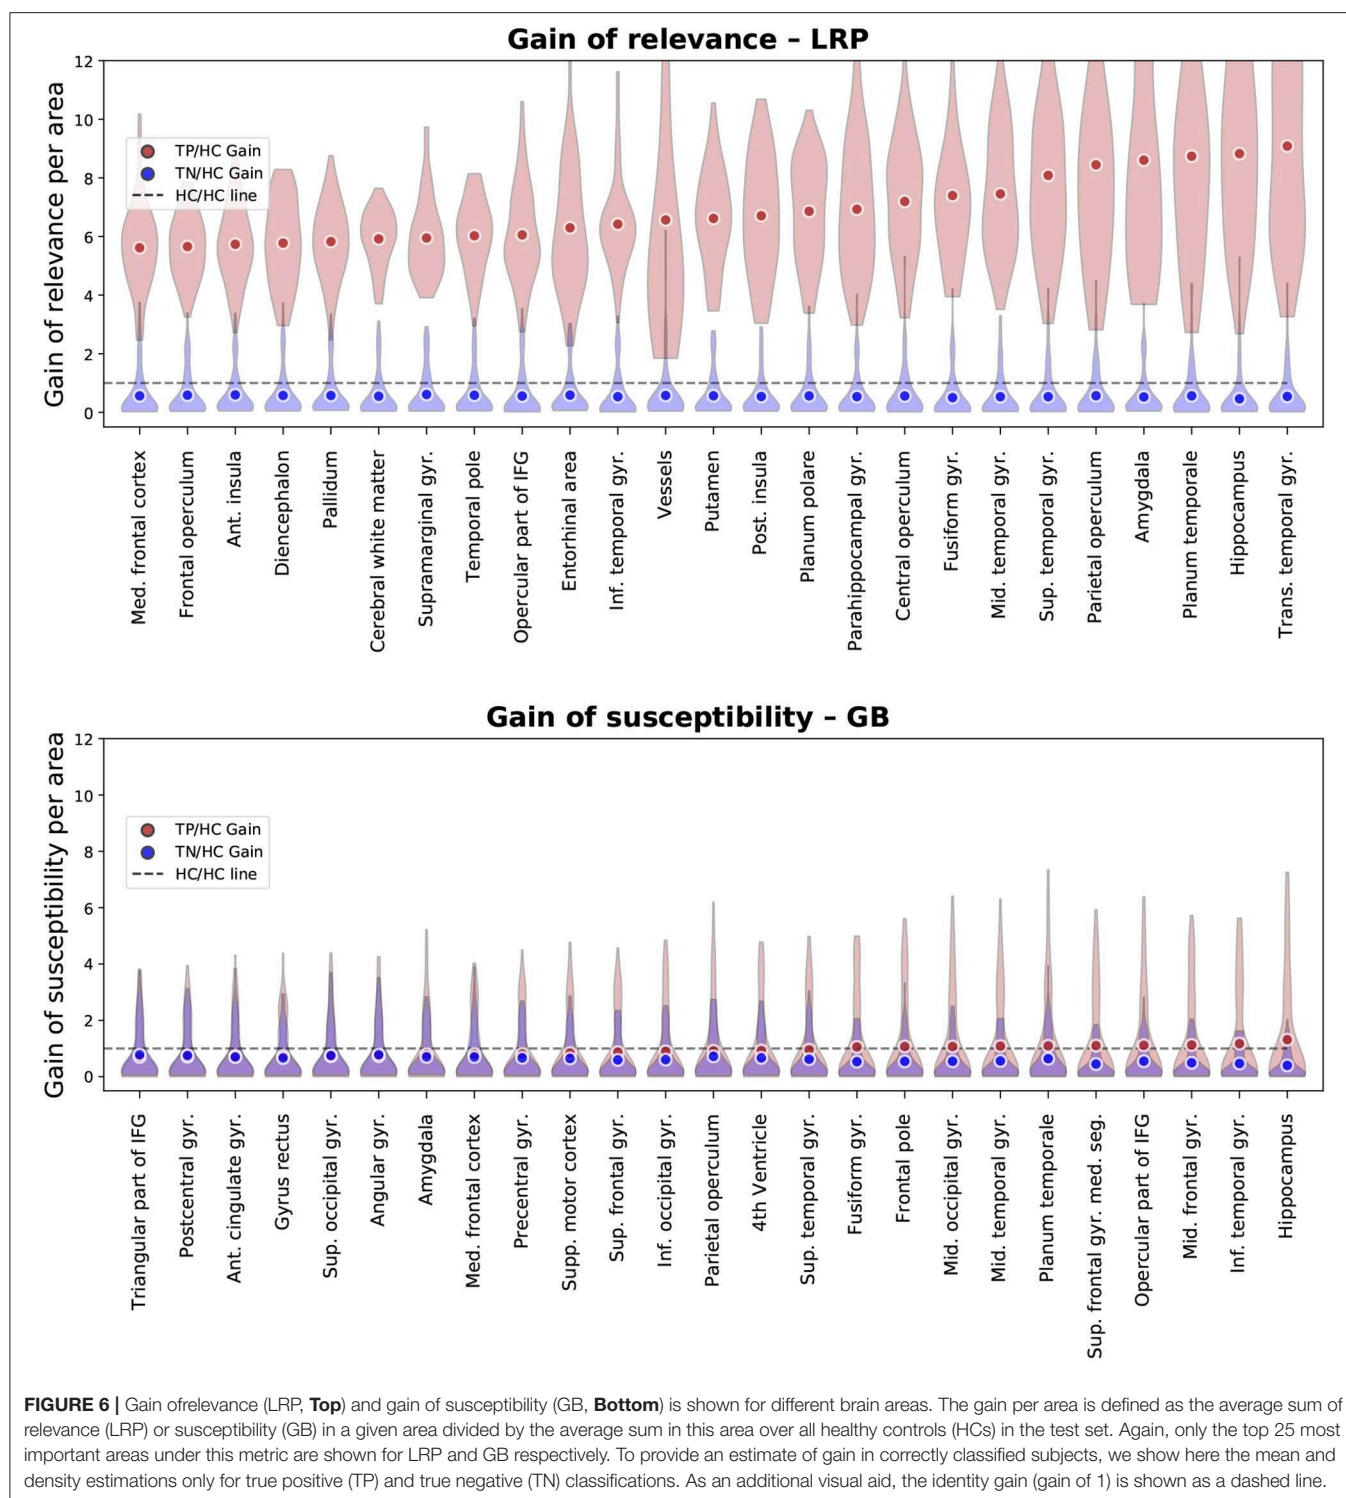 Gain of relevance – LRP
Gain of relevance per area
12
10
8
6
4
2
0
TP/HC Gain
TN/HC Gain
HC/HC line
Med. frontal cortex
Frontal operculum
Ant. insula
Diencephalon
Pallidum
Cerebral white matter
Supramarginal gyr.
Temporal pole
Opercular part of IFG
Entorhinal area
Inf. temporal gyr.
Vessels
Putamen
Post. insula
Planum polare
Parahippocampal gyr.
Central operculum
Fusiform gyr.
Mid. temporal gyr.
Sup. temporal gyr.
Parietal operculum
Amygdala
Planum temporale
Hippocampus
Trans. temporal gyr.
Gain of susceptibility – GB
Gain of susceptibility per area
12
10
8
6
4
2
0
TP/HC Gain
TN/HC Gain
HC/HC line
Triangular part of IFG
Postcentral gyr.
Ant. cingulate gyr.
Gyrus rectus
Sup. occipital gyr.
Angular gyr.
Amygdala
Med. frontal cortex
Precentral gyr.
Supp. motor cortex
Sup. frontal gyr.
Inf. occipital gyr.
Parietal operculum
4th Ventricle
Sup. temporal gyr.
Fusiform gyr.
Frontal pole
Mid. occipital gyr.
Mid. temporal gyr.
Planum temporale
Sup. frontal gyr. med. seg.
Opercular part of IFG
Mid. frontal gyr.
Inf. temporal gyr.
Hippocampus
FIGURE 6 | Gain ofrelevance (LRP, Top) and gain of susceptibility (GB, Bottom) is shown for different brain areas. The gain per area is defined as the average sum of
relevance (LRP) or susceptibility (GB) in a given area divided by the average sum in this area over all healthy controls (HCs) in the test set. Again, only the top 25 most
important areas under this metric are shown for LRP and GB respectively. To provide an estimate of gain in correctly classified subjects, we show here the mean and
density estimations only for true positive (TP) and true negative (TN) classifications. As an additional visual aid, the identity gain (gain of 1) is shown as a dashed line.